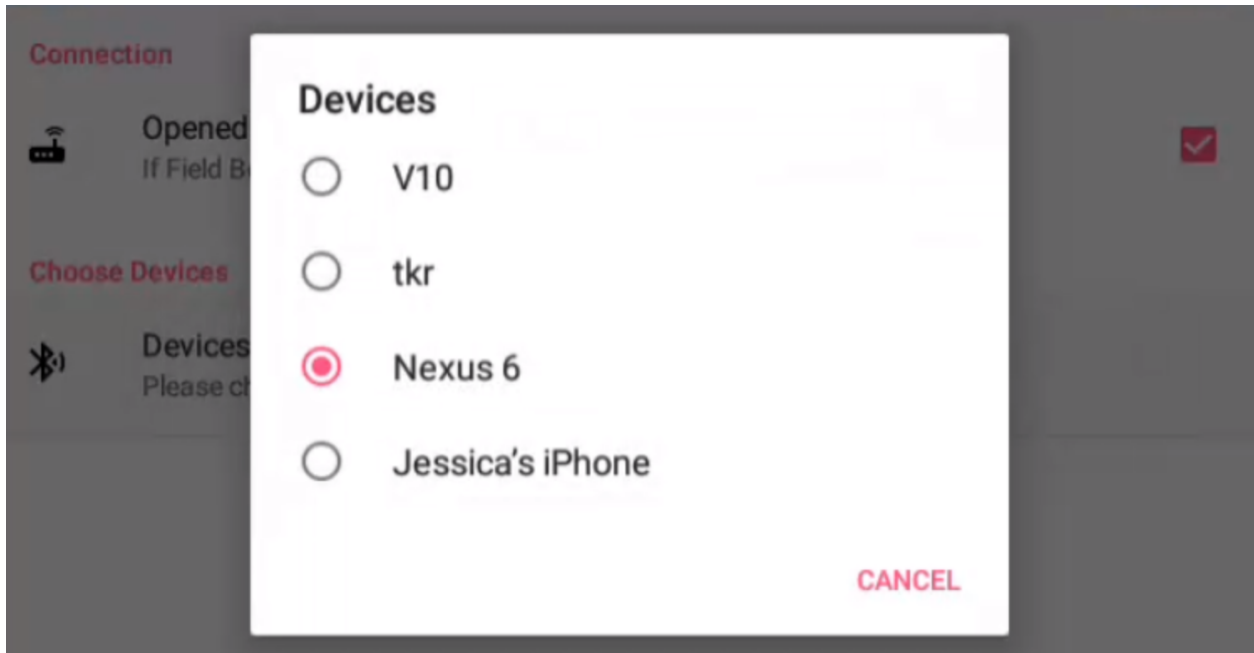 Connection
Opened
If Field B
Choose Devices
Devices
Please ch
Devices
V10
tkr
Nexus 6
Jessica's iPhone
CANCEL